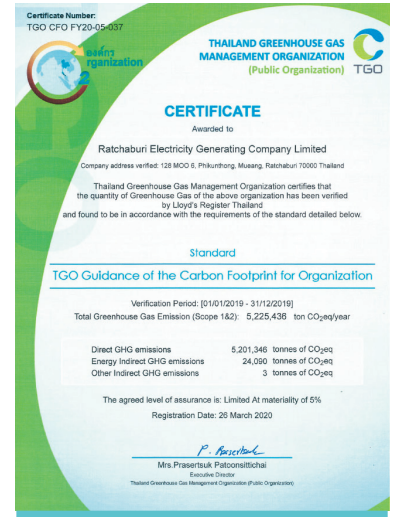 Certificate Number:
TGO CFO FY20-05-037
องค์กร
rganization
2
THAILAND GREENHOUSE GAS
MANAGEMENT ORGANIZATION
(Public Organization)
TGO
CERTIFICATE
Awarded to
Ratchaburi Electricity Generating Company Limited
Company address verified: 128 MOO 6, Phikunthong, Mueang, Ratchaburi 70000 Thailand
Thailand Greenhouse Gas Management Organization certifies that
the quantity of Greenhouse Gas of the above organization has been verified
by Lloyd's Register Thailand
and found to be in accordance with the requirements of the standard detailed below.
Standard
TGO Guidance of the Carbon Footprint for Organization
Verification Period: [01/01/2019 - 31/12/2019]
Total Greenhouse Gas Emission (Scope 1&2): 5,225,436 ton CO2eq/year
Direct GHG emissions 5,201,346 tonnes of CO2eq
Energy Indirect GHG emissions 24,090 tonnes of CO2eq
Other Indirect GHG emissions 3 tonnes of CO2eq
The agreed level of assurance is: Limited At materiality of 5%
Registration Date: 26 March 2020
Mrs.Prasertsuk Patoonsittichai
Executive Director
Thailand Greenhouse Gas Management Organization (Public Organization)